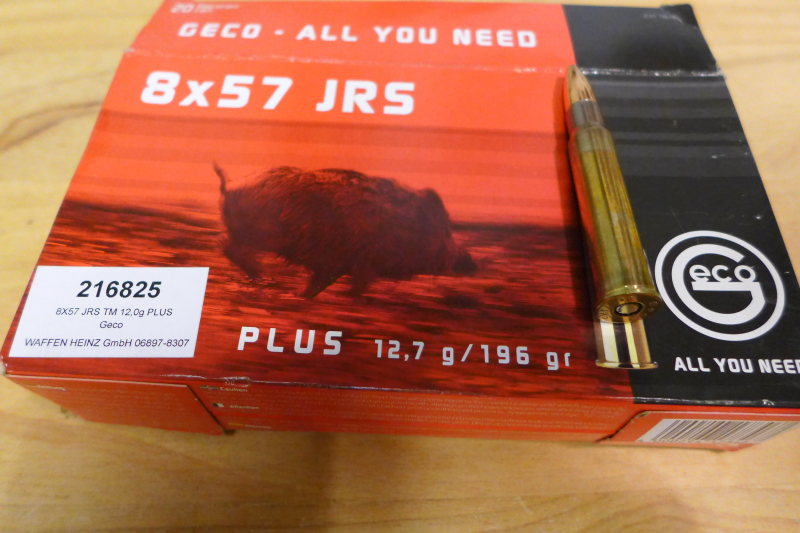 20
GECO - ALL YOU NEED
8x57 JRS
geco
216825
8X57 JRS TM 12,0g PLUS
Geco
WAFFEN HEINZ GmbH 06897-8307
PLUS 12,7 g/196 gr
ALL YOU NEED